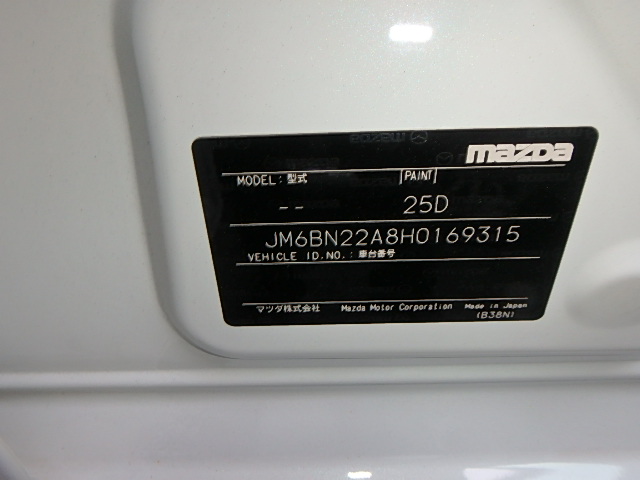 mazda
MODEL:型式 PAINT
-- 25D
JM6BN22A8H0169315
VEHICLE ID.NO.:車台番号
マツダ株式会社 Mazda Motor Corporation Made in Japan
(B38N)